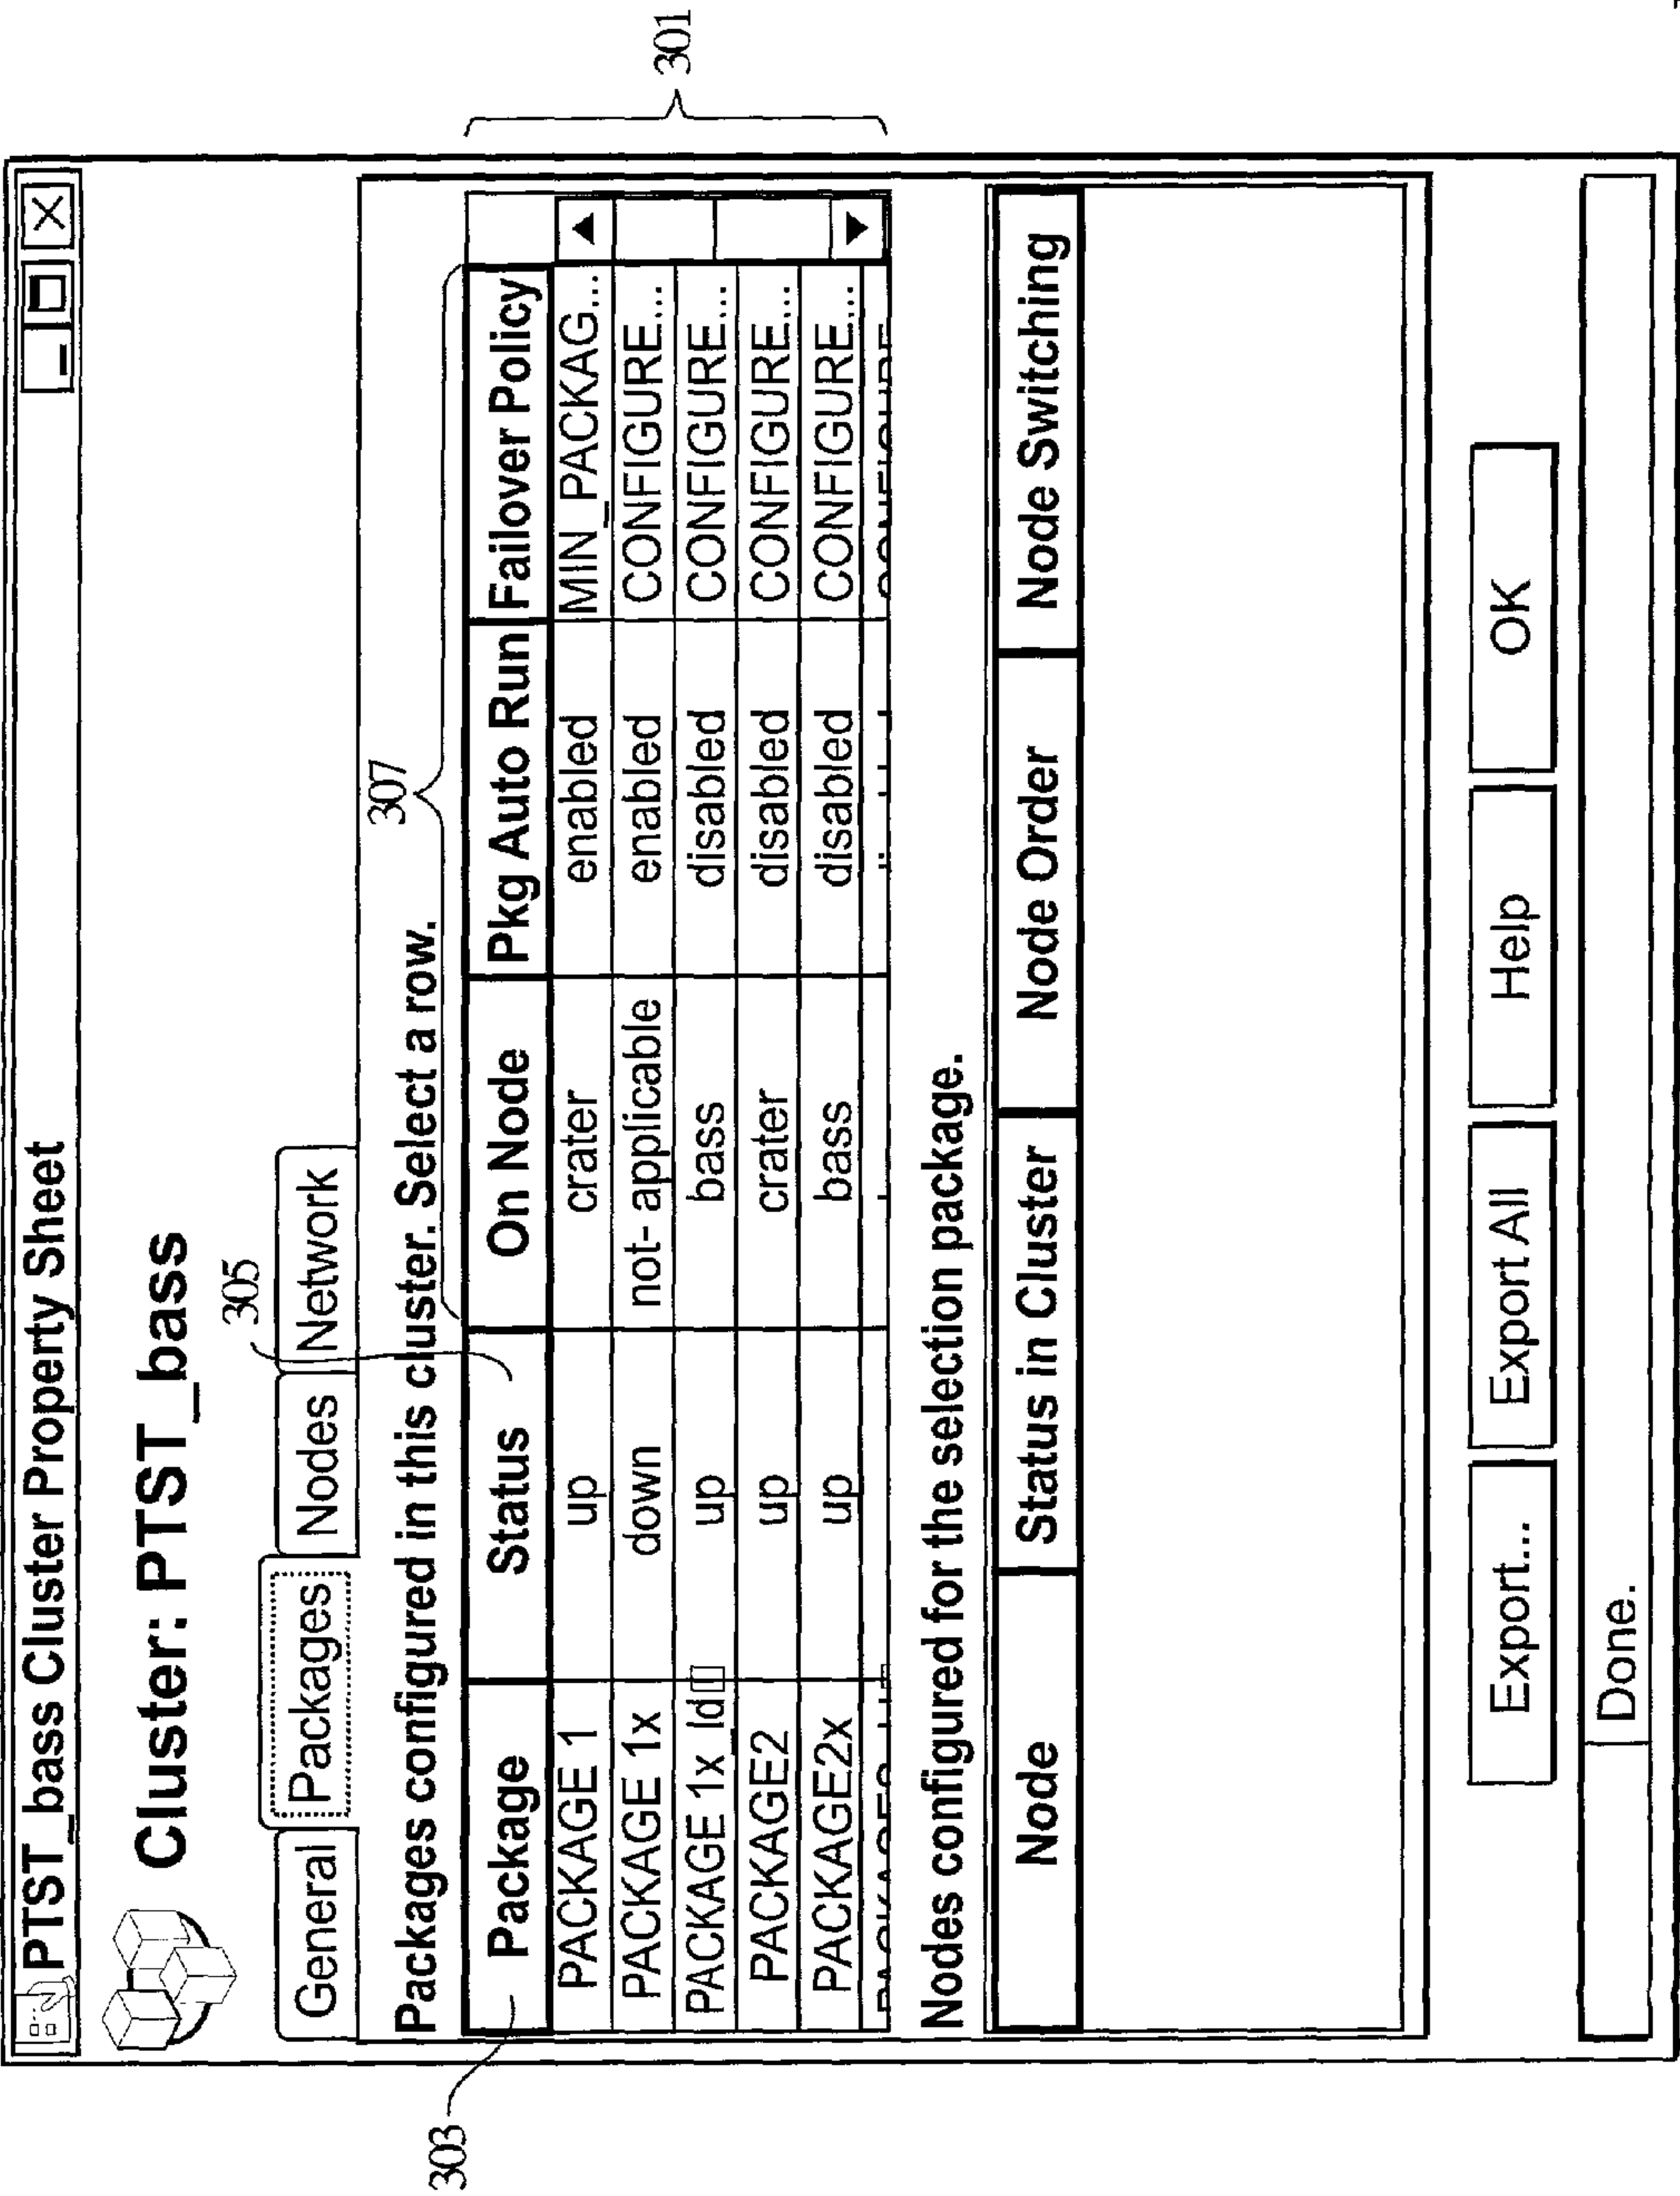 PTST_bass Cluster Property Sheet
Cluster: PTST_bass
305
General Packages Nodes Network
307
Packages configured in this cluster. Select a row.
303
301
Package Status On Node Pkg Auto Run Failover Policy
PACKAGE 1 up crater enabled MIN_PACKAG...
PACKAGE 1x down not- applicable enabled CONFIGURE...
PACKAGE 1x_ld up bass disabled CONFIGURE...
PACKAGE2 up crater disabled CONFIGURE...
PACKAGE2x up bass disabled CONFIGURE...
Nodes configured for the selection package.
Node Status in Cluster Node Order Node Switching
Export... Export All Help OK
Done.